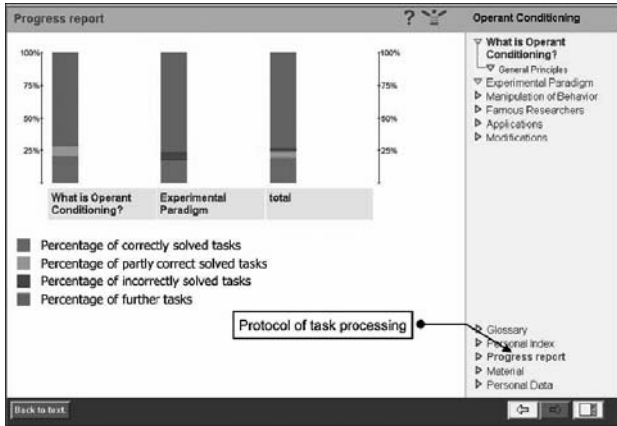 Progress report
?
Operant Conditioning
100%
75%
50%
25%
100%
75%
50%
25%
What is Operant
Conditioning?
Experimental
Paradigm
total
Percentage of correctly solved tasks
Percentage of partly correct solved tasks
Percentage of incorrectly solved tasks
Percentage of further tasks
Protocol of task processing
What is Operant
Conditioning?
General Principles
Experimental Paradigm
Manipulation of Behavior
Famous Researchers
Applications
Modifications
Glossary
Personal Index
Progress report
Material
Personal Data
Back to text